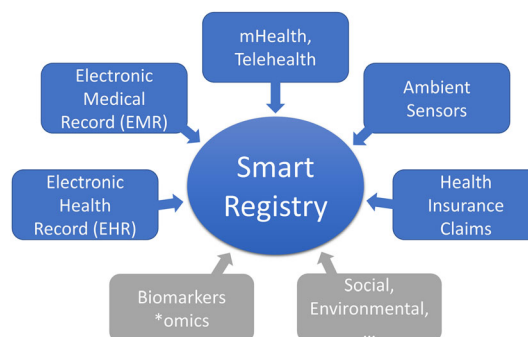 mHealth,
Telehealth
Electronic
Medical
Record (EMR)
Ambient
Sensors
Smart
Registry
Electronic
Health
Record (EHR)
Health
Insurance
Claims
Biomarkers
*omics
Social,
Environmental,
...